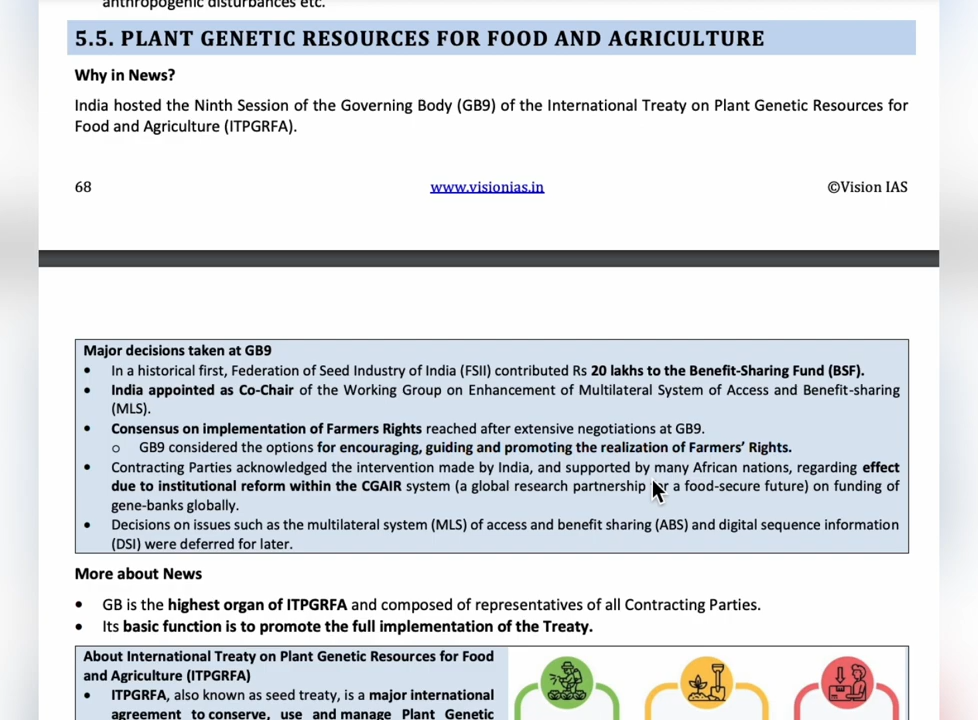 anthropogenic disturbances etc.
5.5. PLANT GENETIC RESOURCES FOR FOOD AND AGRICULTURE
Why in News?
India hosted the Ninth Session of the Governing Body (GB9) of the International Treaty on Plant Genetic Resources for
Food and Agriculture (ITPGRFA).
68 www.visionias.in ©Vision IAS
Major decisions taken at GB9
• In a historical first, Federation of Seed Industry of India (FSII) contributed Rs 20 lakhs to the Benefit-Sharing Fund (BSF).
• India appointed as Co-Chair of the Working Group on Enhancement of Multilateral System of Access and Benefit-sharing
(MLS).
• Consensus on implementation of Farmers Rights reached after extensive negotiations at GB9.
o GB9 considered the options for encouraging, guiding and promoting the realization of Farmers' Rights.
• Contracting Parties acknowledged the intervention made by India, and supported by many African nations, regarding effect
due to institutional reform within the CGAIR system (a global research partnership a food-secure future) on funding of
gene-banks globally.
• Decisions on issues such as the multilateral system (MLS) of access and benefit sharing (ABS) and digital sequence information
(DSI) were deferred for later.
More about News
• GB is the highest organ of ITPGRFA and composed of representatives of all Contracting Parties.
• Its basic function is to promote the full implementation of the Treaty.
About International Treaty on Plant Genetic Resources for Food
and Agriculture (ITPGRFA)
• ITPGRFA, also known as seed treaty, is a major international
agreement to conserve, use and manage Plant Genetic